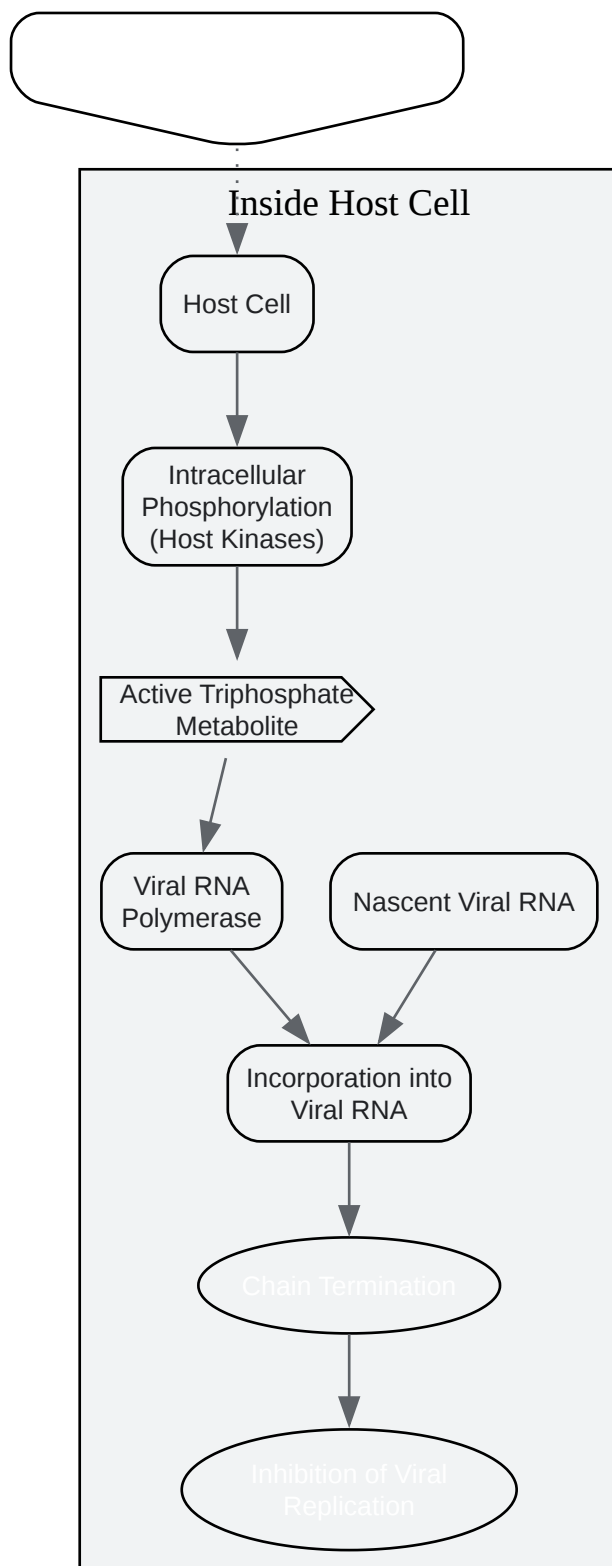 Inside Host Cell
Host Cell
Intracellular
Phosphorylation
(Host Kinases)
Active Triphosphate
Metabolite
Viral RNA
Polymerase
Nascent Viral RNA
Incorporation into
Viral RNA
Chain Termination
Inhibition of Viral
Replication